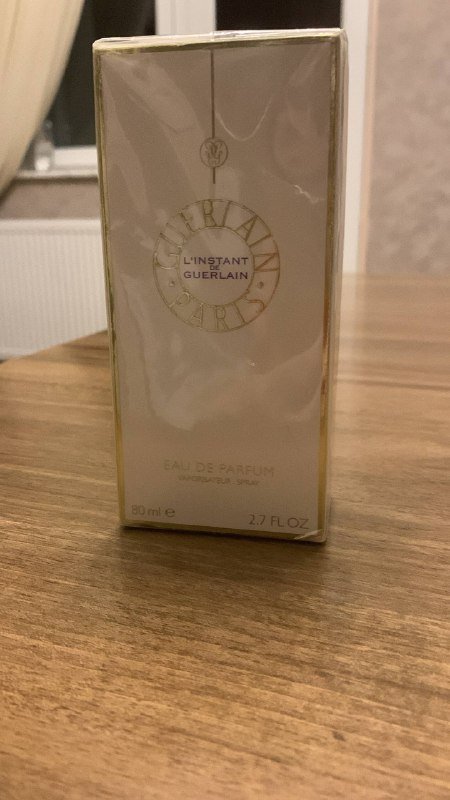 GUERLAIN
L'INSTANT
DE
GUERLAIN
PARIS
EAU DE PARFUM
VAPORISATEUR - SPRAY
80 ml e
2.7 FL OZ